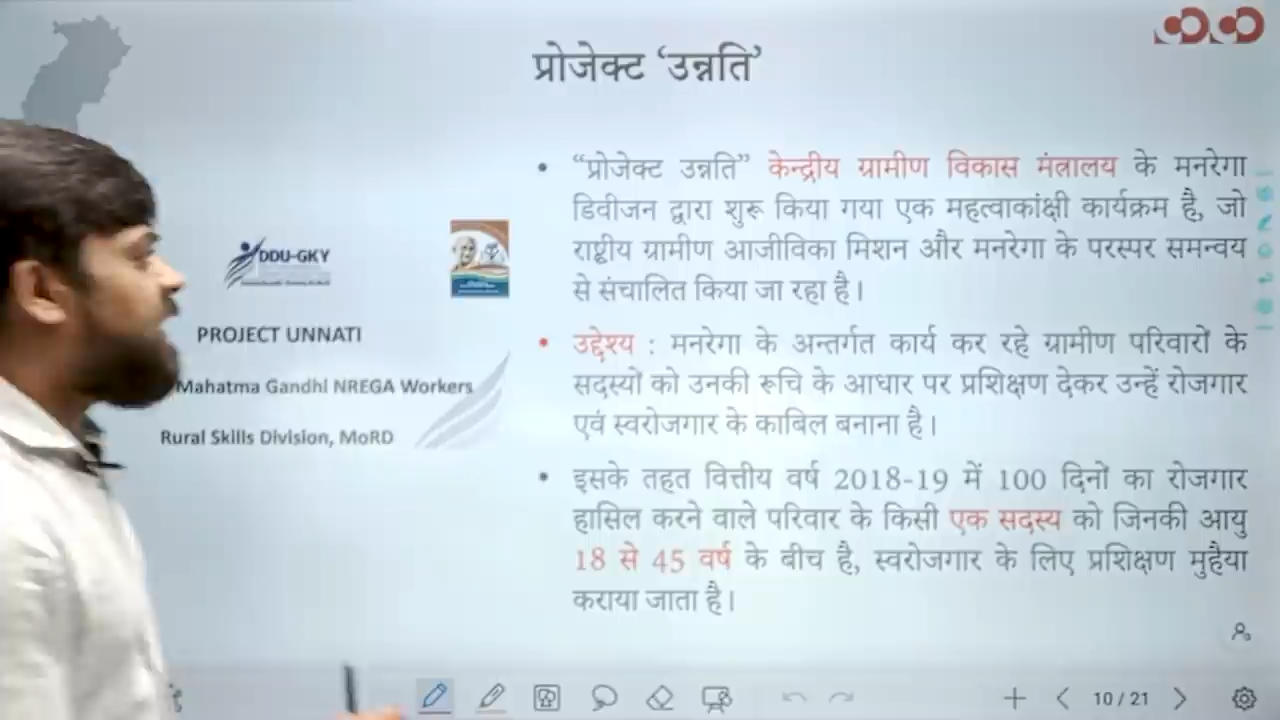 प्रोजेक्ट ‘उन्नति’
DDU-GKY
PROJECT UNNATI
Mahatma Gandhi NREGA Workers
Rural Skills Division, MoRD
• “प्रोजेक्ट उन्नति” केन्द्रीय ग्रामीण विकास मंत्रालय के मनरेगा
डिवीजन द्वारा शुरू किया गया एक महत्वाकांक्षी कार्यक्रम है, जो
राष्ट्रीय ग्रामीण आजीविका मिशन और मनरेगा के परस्पर समन्वय
से संचालित किया जा रहा है।
• उद्देश्य : मनरेगा के अन्तर्गत कार्य कर रहे ग्रामीण परिवारों के
सदस्यों को उनकी रूचि के आधार पर प्रशिक्षण देकर उन्हें रोजगार
एवं स्वरोजगार के काबिल बनाना है।
• इसके तहत वित्तीय वर्ष 2018-19 में 100 दिनों का रोजगार
हासिल करने वाले परिवार के किसी एक सदस्य को जिनकी आयु
18 से 45 वर्ष के बीच है, स्वरोजगार के लिए प्रशिक्षण मुहैया
कराया जाता है।
10 / 21